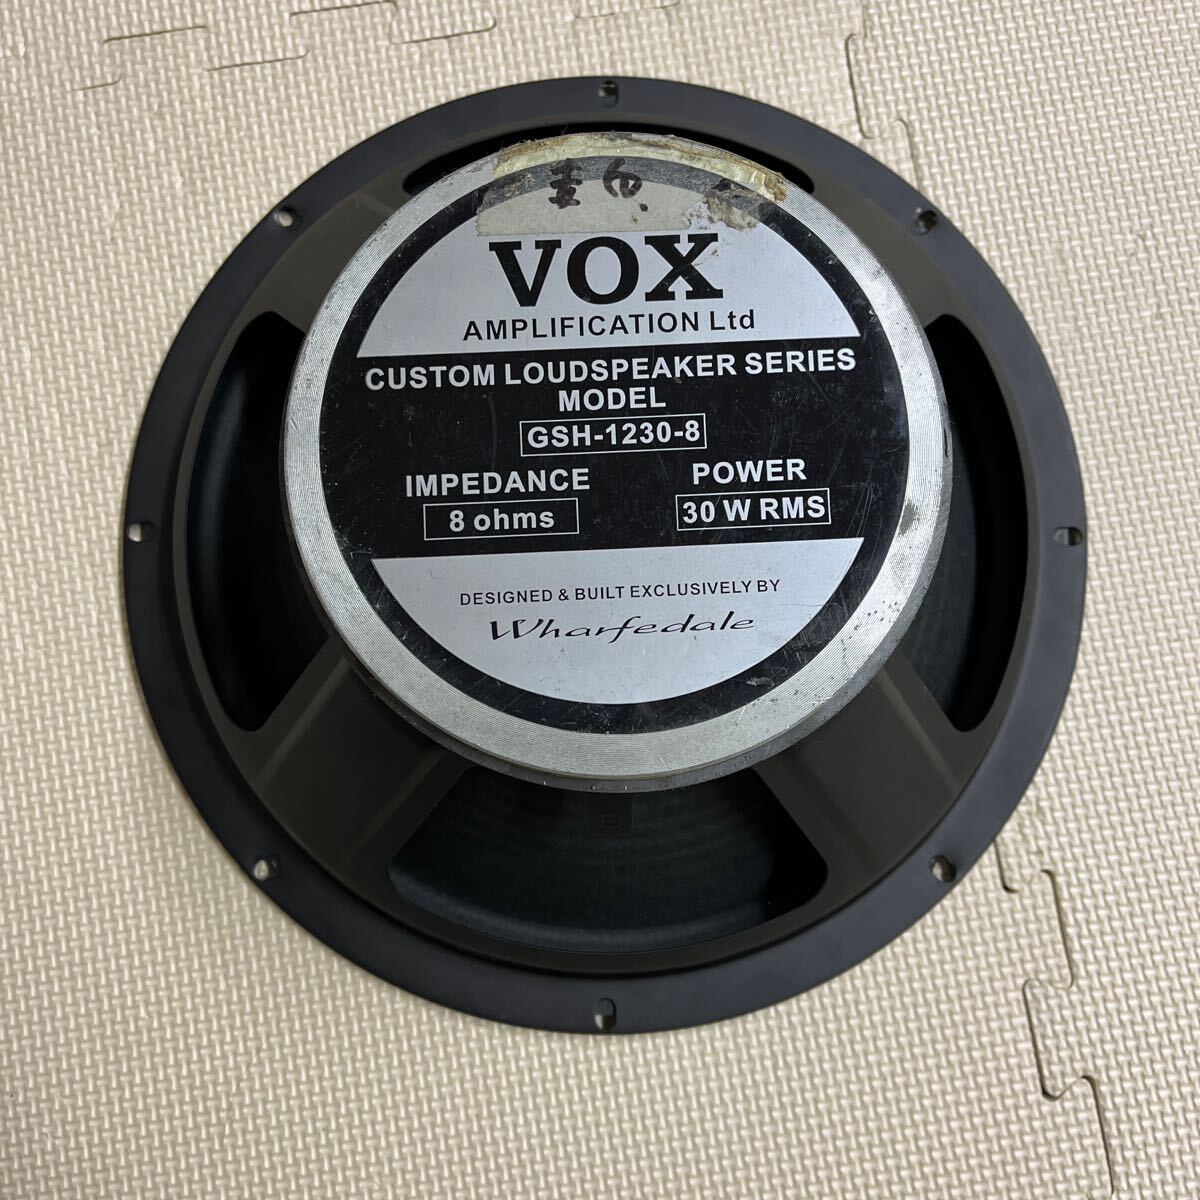 VOX
AMPLIFICATION Ltd
CUSTOM LOUDSPEAKER SERIES
MODEL
GSH-1230-8
IMPEDANCE
8 ohms
POWER
30 W RMS
DESIGNED & BUILT EXCLUSIVELY BY
Wharfedale